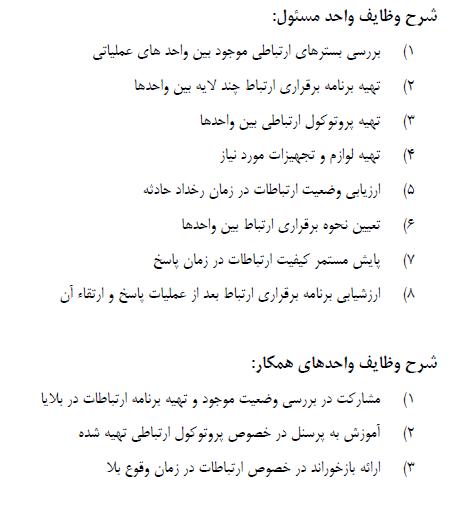 شرح وظایف واحد مسئول:
۱) بررسی بسترهای ارتباطی موجود بین واحد های عملیاتی
۲) تهیه برنامه برقراری ارتباط چند لایه بین واحدها
۳) تهیه پروتوکول ارتباطی بین واحدها
۴) تهیه لوازم و تجهیزات مورد نیاز
۵) ارزیابی وضعیت ارتباطات در زمان رخداد حادثه
۶) تعیین نحوه برقراری ارتباط بین واحدها
۷) پایش مستمر کیفیت ارتباطات در زمان پاسخ
۸) ارزشیابی برنامه برقراری ارتباط بعد از عملیات پاسخ و ارتقاء آن
شرح وظایف واحدهای همکار:
۱) مشارکت در بررسی وضعیت موجود و تهیه برنامه ارتباطات در بلایا
۲) آموزش به پرسنل در خصوص پروتوکول ارتباطی تهیه شده
۳) ارائه بازخوراند در خصوص ارتباطات در زمان وقوع بلا